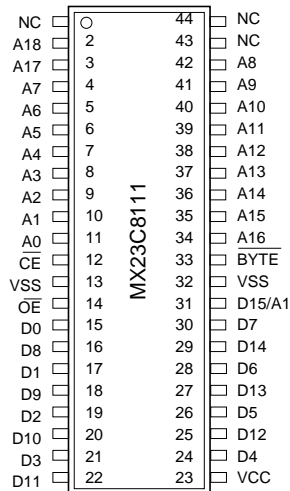 NC 44 NC
A18 2 43 NC
A17 3 42 A8
A7 4 41 A9
A6 5 40 A10
A5 6 39 A11
A4 7 38 A12
A3 8 37 A13
A2 9 36 A14
A1 10 35 A15
A0 11 34 A16
CE 12 33 BYTE
VSS 13 32 VSS
OE 14 31 D15/A1
D0 15 30 D7
D8 16 29 D14
D1 17 28 D6
D9 18 27 D13
D2 19 26 D5
D10 20 25 D12
D3 21 24 D4
D11 22 23 VCC
MX23C8111